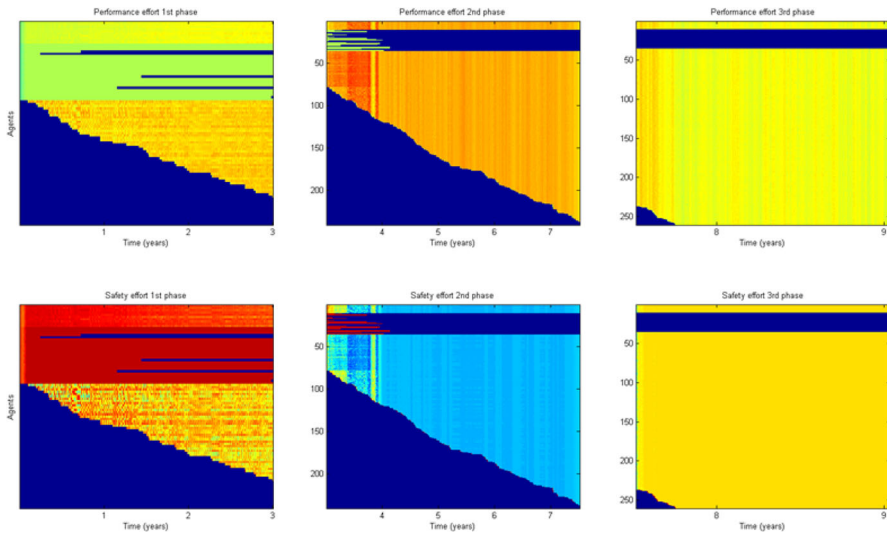 Performance effort 1st phase
Performance effort 2nd phase
Performance effort 3rd phase
Agents
50
100
150
200
50
100
150
200
250
1
2
3
Time (years)
4
5
6
7
Time (years)
8
9
Time (years)
Safety effort 1st phase
Safety effort 2nd phase
Safety effort 3rd phase
Agents
50
100
150
200
50
100
150
200
250
1
2
3
Time (years)
4
5
6
7
Time (years)
8
9
Time (years)